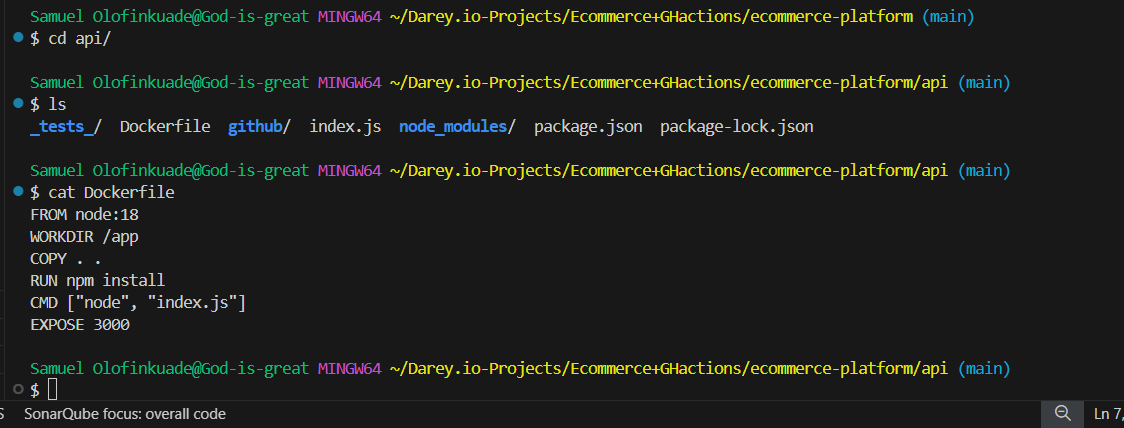 Samuel Olofinkuade@God-is-great MINGW64 ~/Darey.io-Projects/Ecommerce+GHactions/ecommerce-platform (main)
$ cd api/
Samuel Olofinkuade@God-is-great MINGW64 ~/Darey.io-Projects/Ecommerce+GHactions/ecommerce-platform/api (main)
$ ls
_tests_/  Dockerfile  github/  index.js  node_modules/  package.json  package-lock.json
Samuel Olofinkuade@God-is-great MINGW64 ~/Darey.io-Projects/Ecommerce+GHactions/ecommerce-platform/api (main)
$ cat Dockerfile
FROM node:18
WORKDIR /app
COPY . .
RUN npm install
CMD ["node", "index.js"]
EXPOSE 3000
Samuel Olofinkuade@God-is-great MINGW64 ~/Darey.io-Projects/Ecommerce+GHactions/ecommerce-platform/api (main)
$
SonarQube focus: overall code Ln 7,